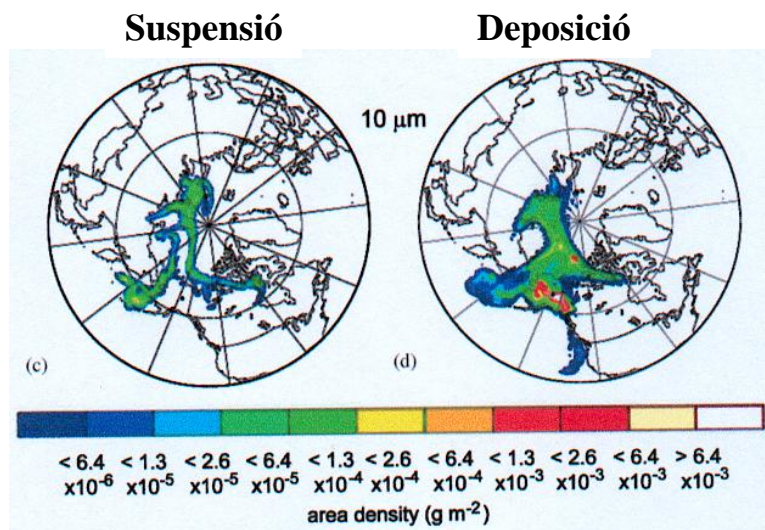 Suspensió Deposició
10 μm
(c) (d)
< 6.4 < 1.3 < 2.6 < 6.4 < 1.3 < 2.6 < 6.4 < 1.3 < 2.6 < 6.4 > 6.4
x10⁻⁶ x10⁻⁵ x10⁻⁵ x10⁻⁵ x10⁻⁴ x10⁻⁴ x10⁻⁴ x10⁻³ x10⁻³ x10⁻³ x10⁻³
area density (g m⁻²)